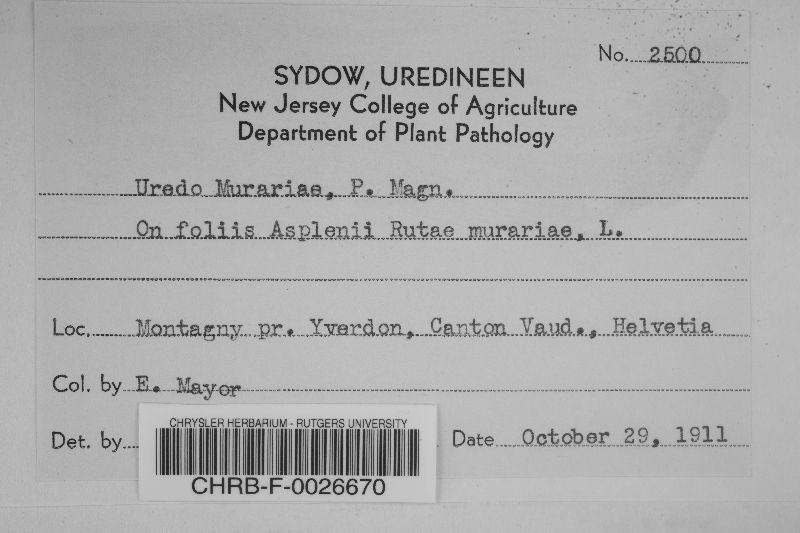 No. 2500
SYDOW, UREDINEEN
New Jersey College of Agriculture
Department of Plant Pathology
Uredo Murariae, P. Magn.
On foliis Asplenii Rutae murariae, L.
Loc. Montagny pr. Yverdon, Canton Vaud., Helvetia
Col. by E. Mayor
Det. by
Date October 29, 1911
CHRYSLER HERBARIUM - RUTGERS UNIVERSITY
CHRB-F-0026670